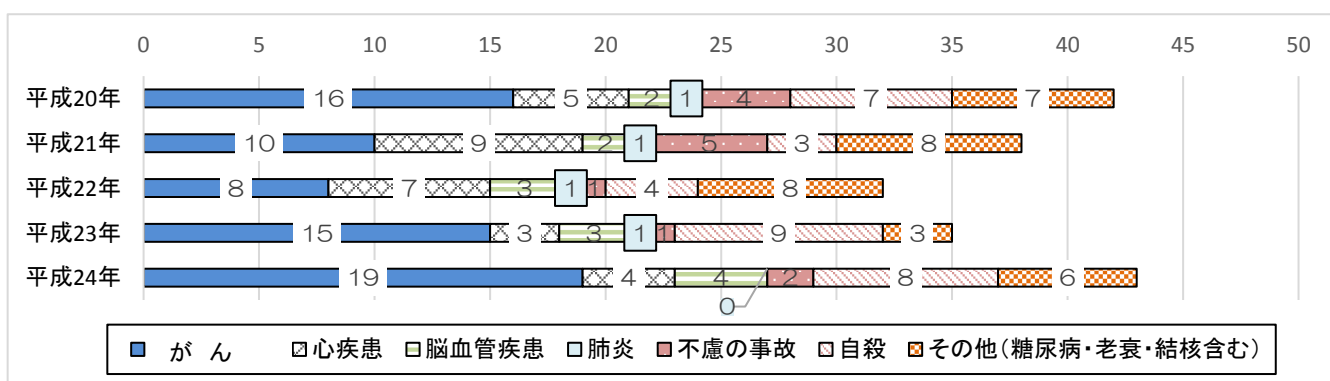 0 5 10 15 20 25 30 35 40 45 50
平成20年 16 5 2 1 4 7 7
平成21年 10 9 2 1 5 3 8
平成22年 8 7 3 1 1 4 8
平成23年 15 3 3 1 1 9 3
平成24年 19 4 4 2 8 6
0
がん 心疾患 脳血管疾患 肺炎 不慮の事故 自殺 その他(糖尿病・老衰・結核含む)